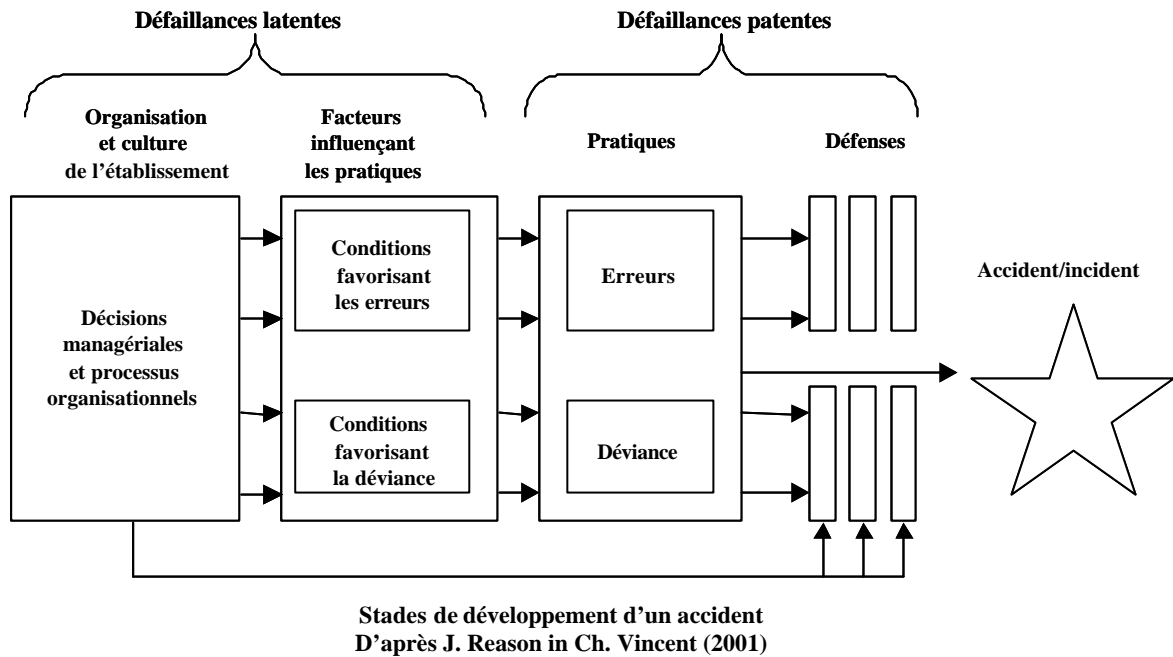 Défaillances latentes
Défaillances patentes
Organisation
et culture
de l’établissement
Facteurs
influençant
les pratiques
Pratiques
Défenses
Décisions
managériales
et processus
organisationnels
Conditions
favorisant
les erreurs
Conditions
favorisant
la déviance
Erreurs
Déviance
Accident/incident
Stades de développement d’un accident
D’après J. Reason in Ch. Vincent (2001)